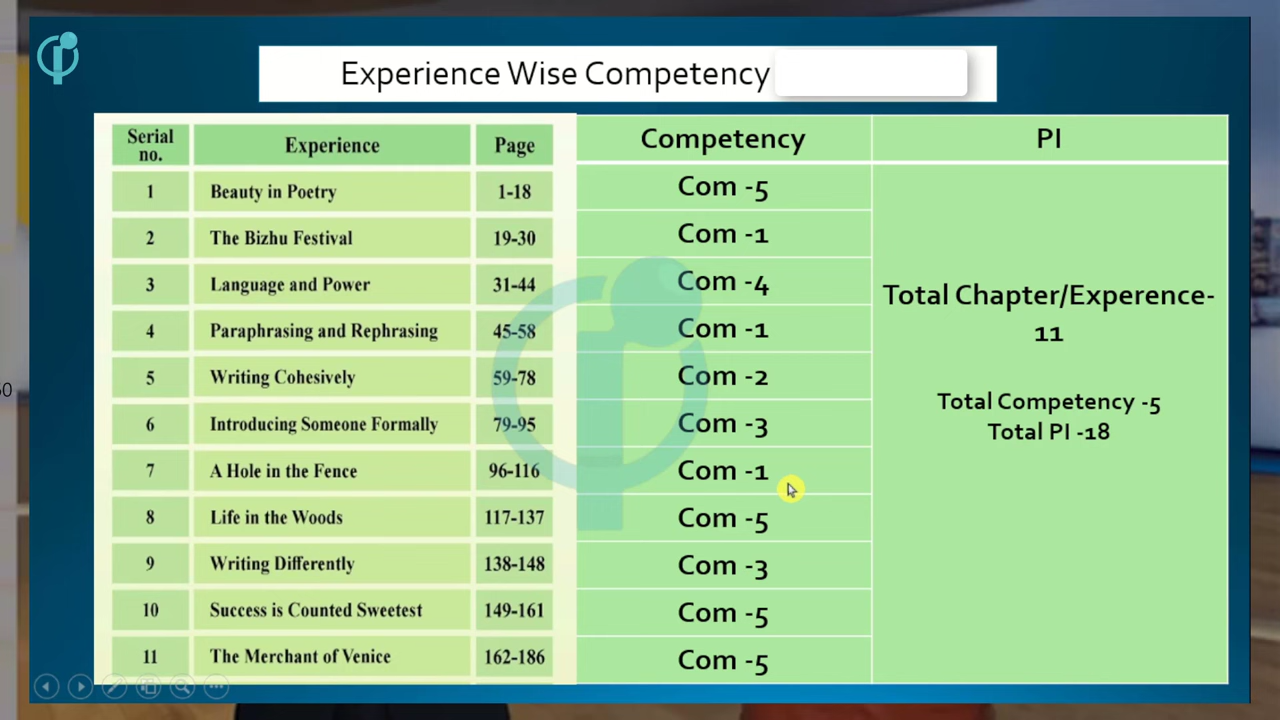 Experience Wise Competency
Serial no. Experience Page Competency PI
1 Beauty in Poetry 1-18 Com -5
2 The Bizhu Festival 19-30 Com -1
3 Language and Power 31-44 Com -4
4 Paraphrasing and Rephrasing 45-58 Com -1
5 Writing Cohesively 59-78 Com -2
6 Introducing Someone Formally 79-95 Com -3
7 A Hole in the Fence 96-116 Com -1
8 Life in the Woods 117-137 Com -5
9 Writing Differently 138-148 Com -3
10 Success is Counted Sweetest 149-161 Com -5
11 The Merchant of Venice 162-186 Com -5
Total Chapter/Experence-
11
Total Competency -5
Total PI -18